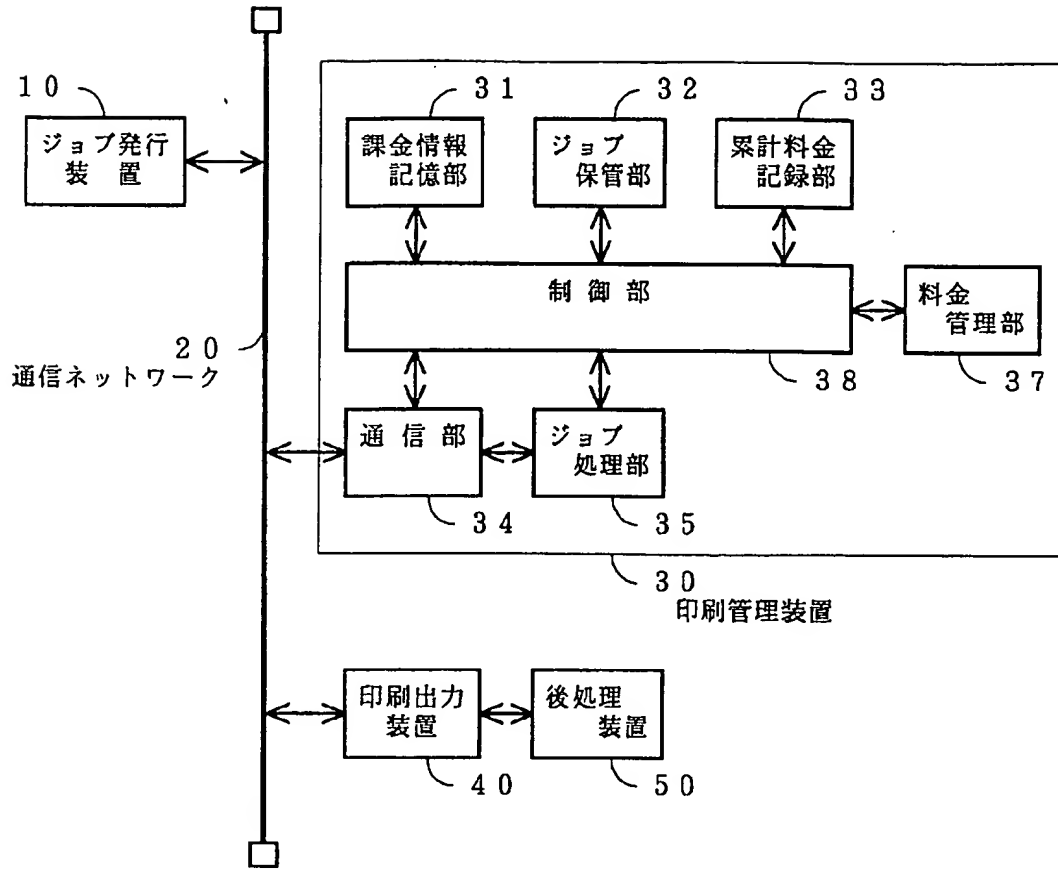 １０
ジョブ発行
装置
２０
通信ネットワーク
３１
課金情報
記憶部
３２
ジョブ
保管部
３３
累計料金
記録部
制御部
３８
料金
管理部
３７
通信部
３４
ジョブ
処理部
３５
３０
印刷管理装置
印刷出力
装置
４０
後処理
装置
５０